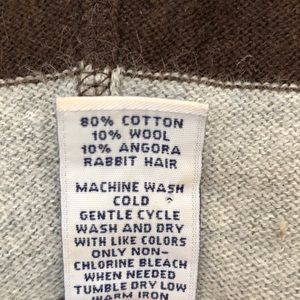 80% COTTON
10% WOOL
10% ANGORA
RABBIT HAIR
MACHINE WASH
COLD
GENTLE CYCLE
WASH AND DRY
WITH LIKE COLORS
ONLY NON-
CHLORINE BLEACH
WHEN NEEDED
TUMBLE DRY LOW
WARM IRON